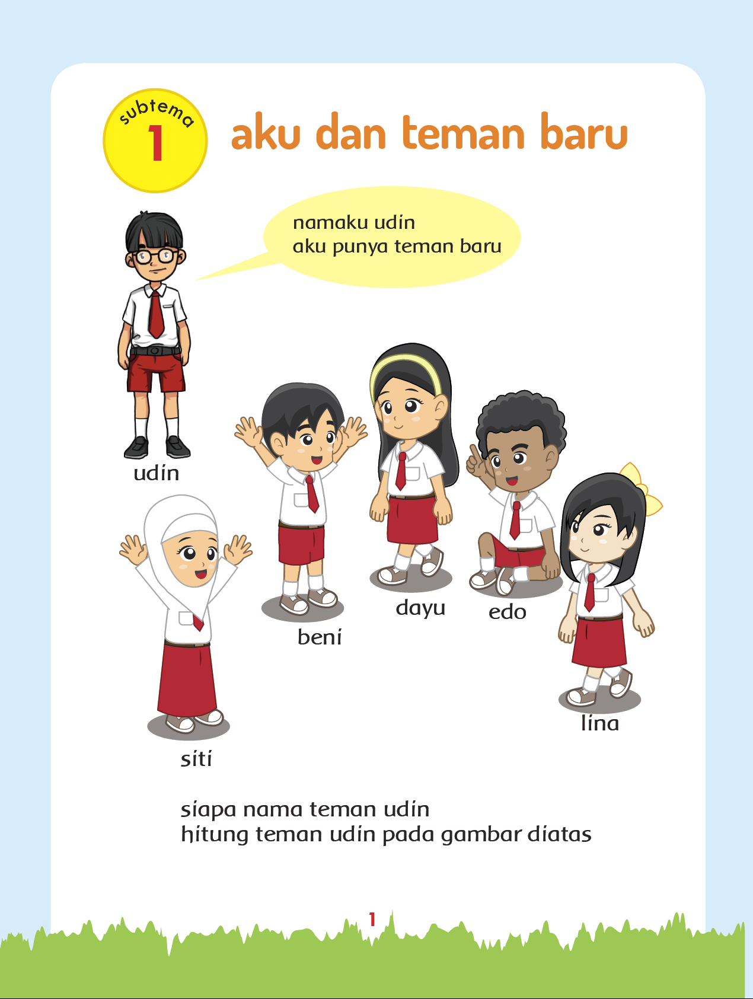 subtema
1
aku dan teman baru
namaku udin
aku punya teman baru
udin
beni
dayu
edo
lina
siti
siapa nama teman udin
hitung teman udin pada gambar diatas
1